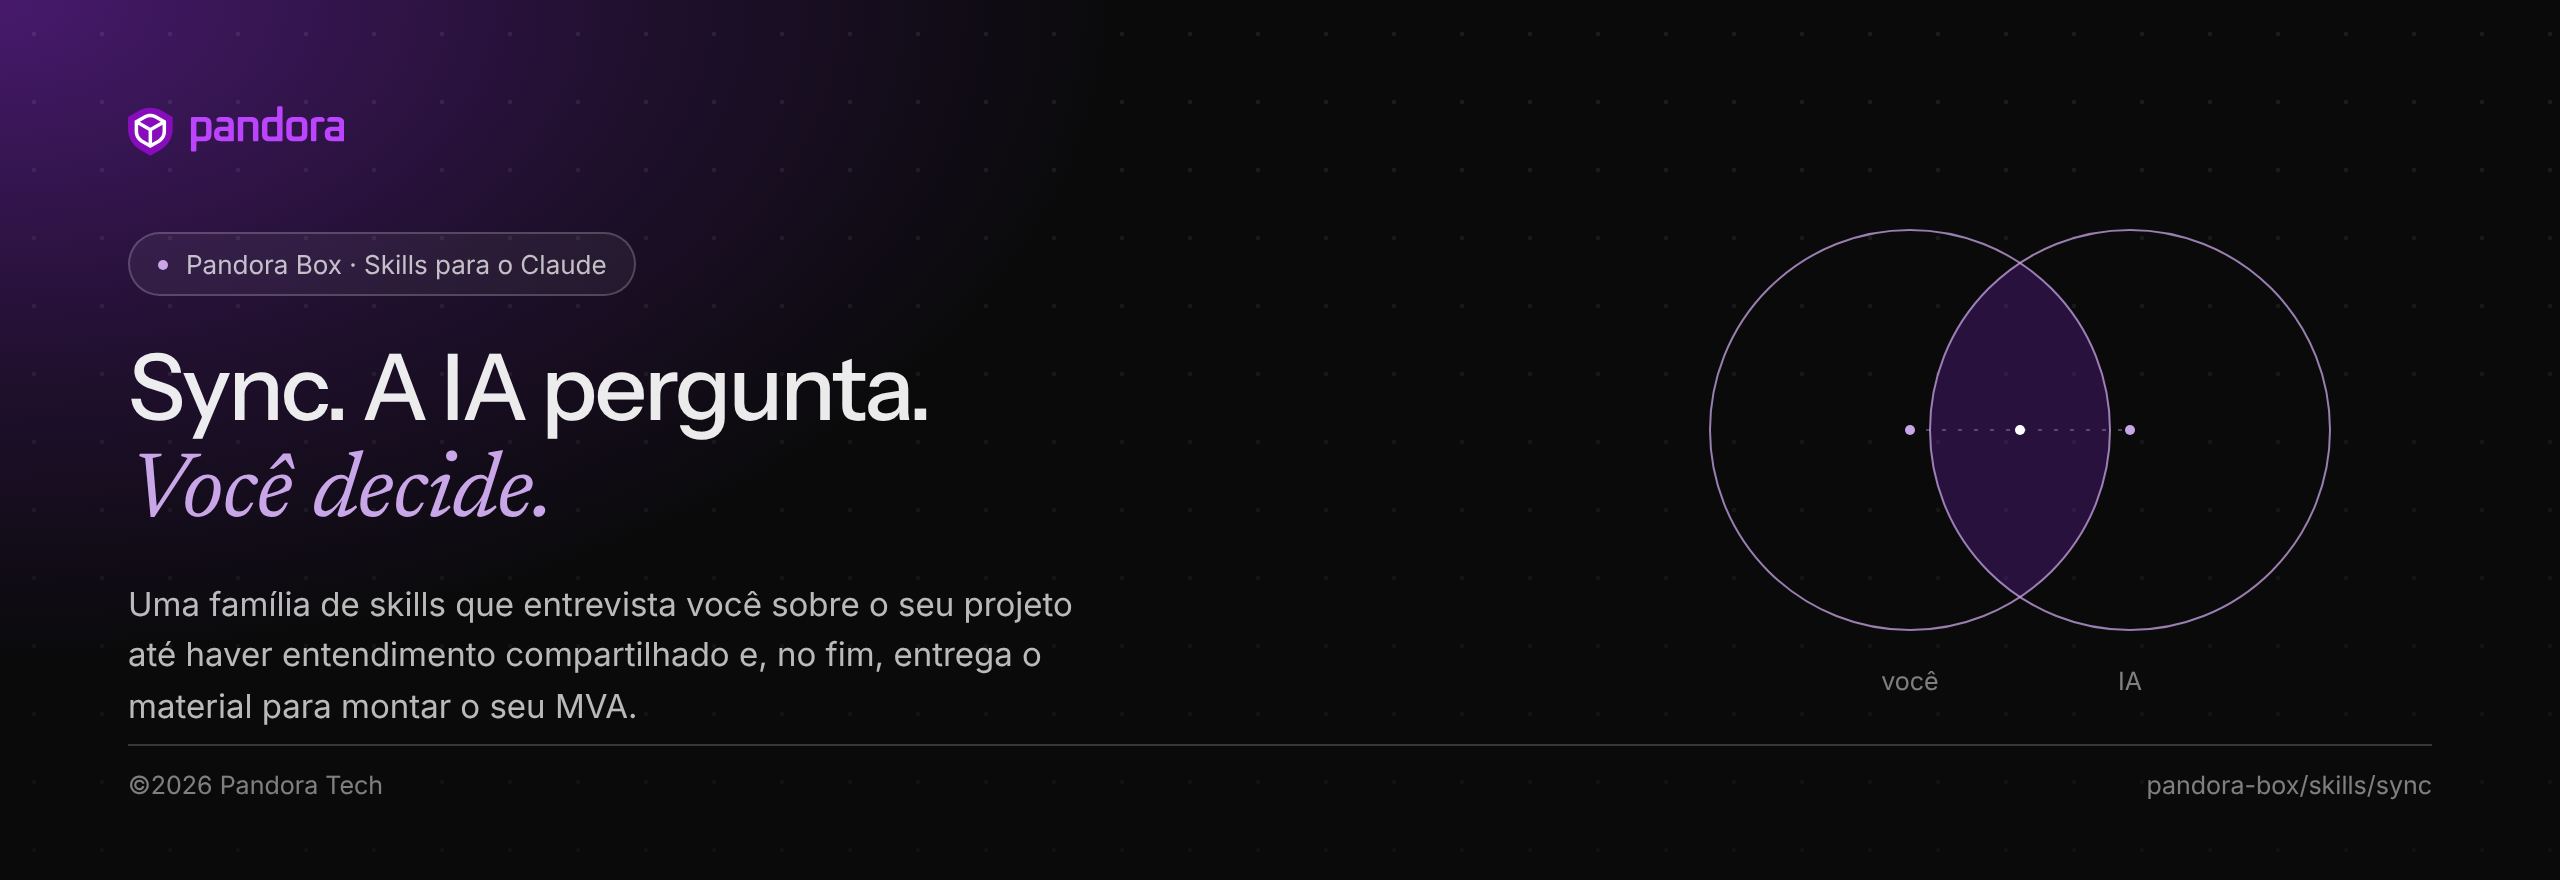 pandora
Pandora Box · Skills para o Claude
Sync. A IA pergunta.
Você decide.
Uma família de skills que entrevista você sobre o seu projeto
até haver entendimento compartilhado e, no fim, entrega o
material para montar o seu MVA.
você
IA
©2026 Pandora Tech
pandora-box/skills/sync